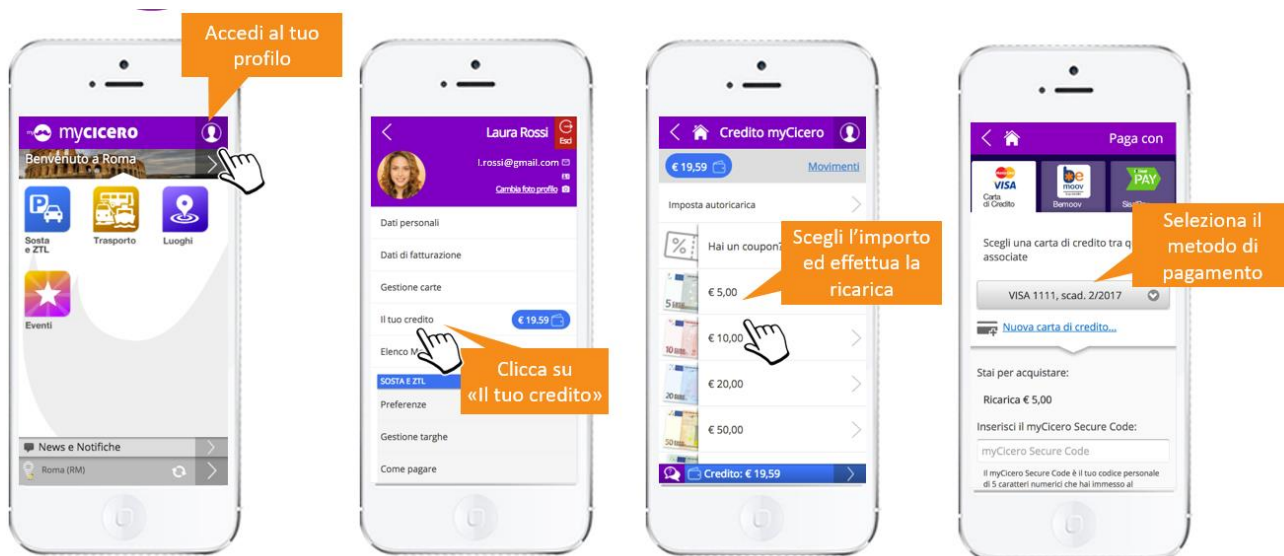 Accedi al tuo
profilo
my mycicero
Benvenuto a Roma
Sosta
e ZTL
Trasporto
Luoghi
Eventi
News e Notifiche
Roma (RM)
Laura Rossi
Esci
l.rossi@gmail.com
Cambia foto profilo
Dati personali
Dati di fatturazione
Gestione carte
Il tuo credito
€ 19.59
Elenco
Clicca su
«Il tuo credito»
SOSTA E ZTL
Preferenze
Gestione targhe
Come pagare
Credito myCicero
€ 19,59
Movimenti
Imposta autoricarica
Hai un coupon?
Scegli l'importo
ed effettua la
ricarica
€ 5,00
€ 10,00
€ 20,00
€ 50,00
Credito: € 19,59
Paga con
VISA
Carta
di Credito
be
moov
Bemoov
PAY
Seleziona il
metodo di
pagamento
Scegli una carta di credito tra
associate
VISA 1111, scad. 2/2017
Nuova carta di credito...
Stai per acquistare:
Ricarica € 5,00
Inserisci il myCicero Secure Code:
myCicero Secure Code
Il myCicero Secure Code è il tuo codice personale
di 5 caratteri numerici che hai immesso al